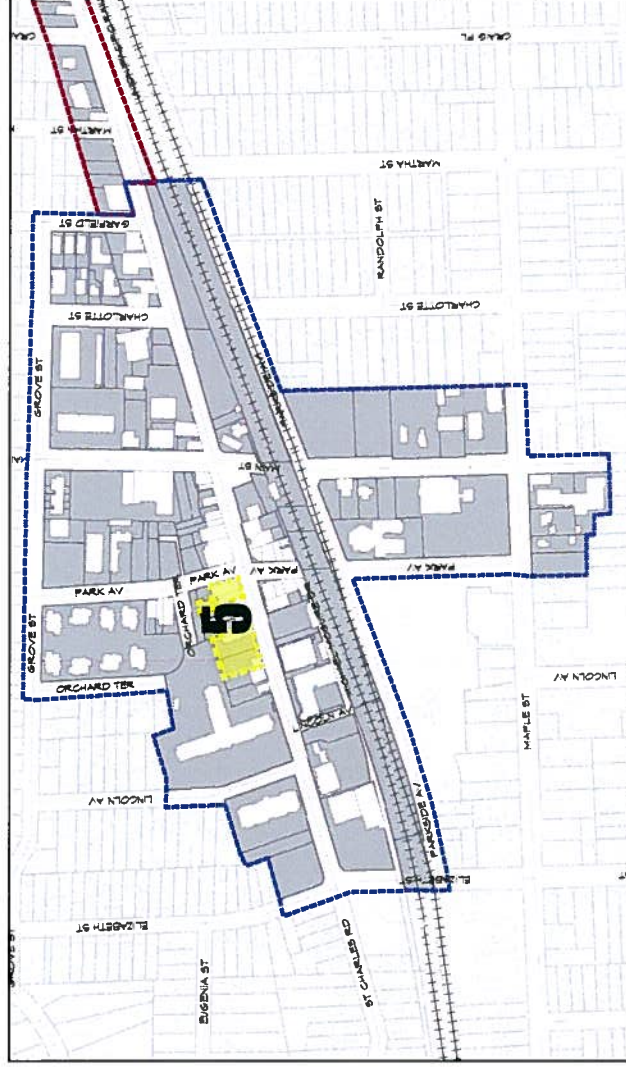 CRAIG PL
MARTHA ST
MARTHA ST
GARFIELD ST
RANDOLPH ST
CHARLOTTE ST
CHARLOTTE ST
GROVE ST
MAIN ST
PARK AV
PARK AV
PARK AV
PARK AV
ORCHARD TER
5
GROVE ST
ORCHARD TER
LINCOLN AV
LINCOLN AV
LINCOLN AV
MAPLE ST
PARKSIDE AV
ELIZABETH ST
ELIZABETH ST
ST CHARLES RD
EUGENIA ST